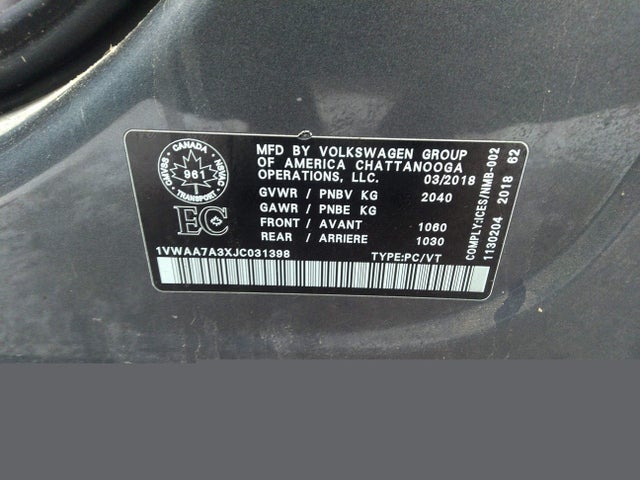 CANADA
CMVSS
NSVAC
961
TRANSPORT
EC
MFD BY VOLKSWAGEN GROUP
OF AMERICA CHATTANOOGA
OPERATIONS, LLC. 03/2018
GVWR / PNBV KG 2040
GAWR / PNBE KG
FRONT / AVANT 1060
REAR / ARRIERE 1030
1VWAA7A3XJC031398 TYPE:PC/VT
COMPLY:ICES/NMB-002
1130204 2018 62